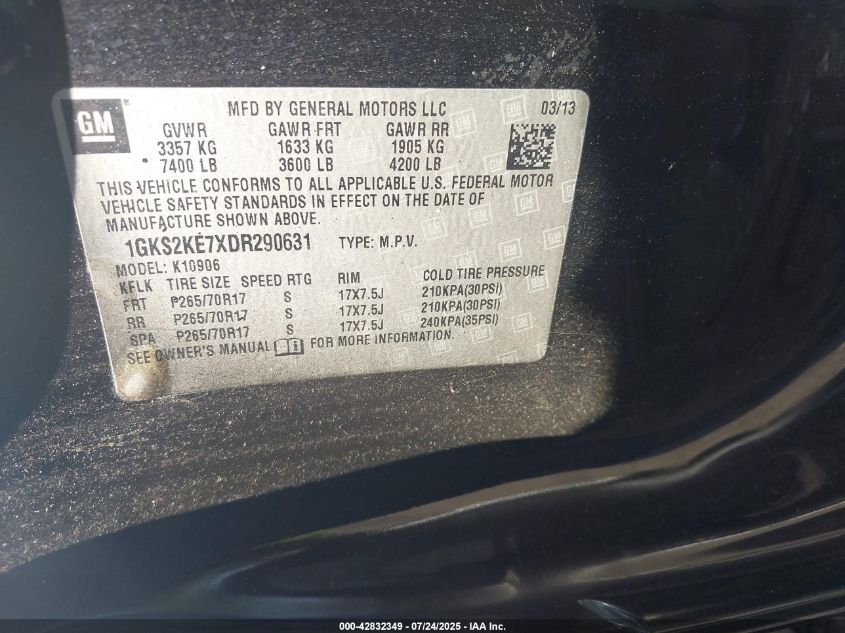 GM
MFD BY GENERAL MOTORS LLC 03/13
GVWR GAWR FRT GAWR RR
3357 KG 1633 KG 1905 KG
7400 LB 3600 LB 4200 LB
THIS VEHICLE CONFORMS TO ALL APPLICABLE U.S. FEDERAL MOTOR
VEHICLE SAFETY STANDARDS IN EFFECT ON THE DATE OF
MANUFACTURE SHOWN ABOVE.
1GKS2KE7XDR290631 TYPE: M.P.V.
MODEL: K10906
KFLK TIRE SIZE SPEED RTG RIM COLD TIRE PRESSURE
FRT P265/70R17 S 17X7.5J 210KPA(30PSI)
RR P265/70R17 S 17X7.5J 210KPA(30PSI)
SPA P265/70R17 S 17X7.5J 240KPA(35PSI)
SEE OWNER'S MANUAL FOR MORE INFORMATION.
000-42832349 - 07/24/2025 - IAA Inc.